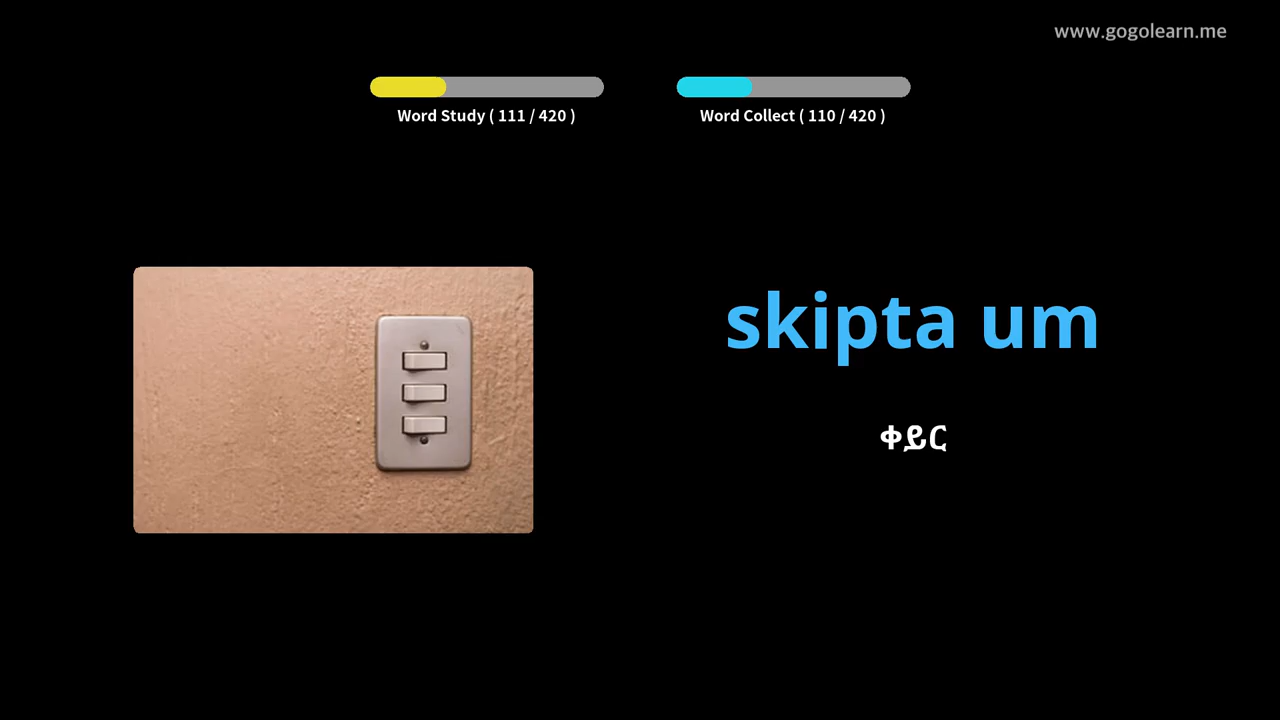 www.gogolearn.me
Word Study ( 111 / 420 )
Word Collect ( 110 / 420 )
skipta um
ቀይር